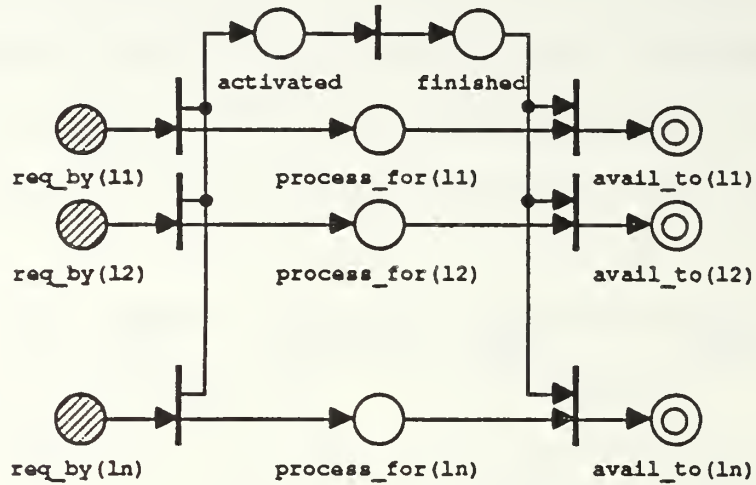 activated finished
req_by(l1) process_for(l1) avail_to(l1)
req_by(l2) process_for(l2) avail_to(l2)
req_by(ln) process_for(ln) avail_to(ln)